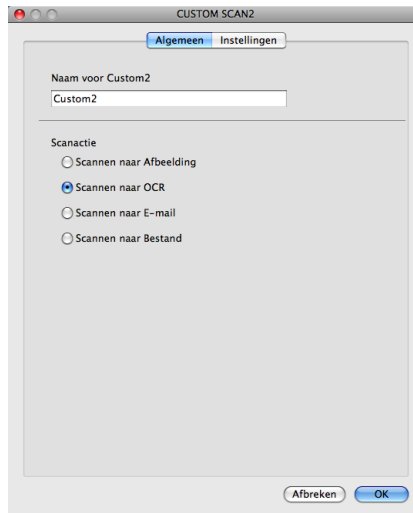 CUSTOM SCAN2
Algemeen Instellingen
Naam voor Custom2
Custom2
Scanactie
Scannen naar Afbeelding
Scannen naar OCR
Scannen naar E-mail
Scannen naar Bestand
Afbreken OK